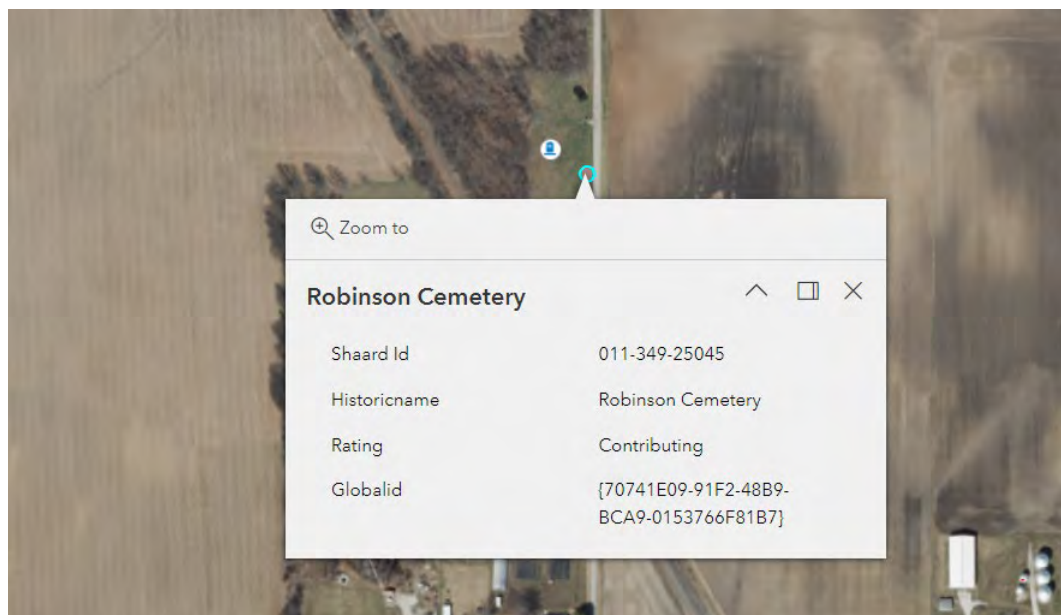 Zoom to
Robinson Cemetery
Shaard Id 011-349-25045
Historicname Robinson Cemetery
Rating Contributing
Globalid {70741E09-91F2-48B9-
BCA9-0153766F81B7}